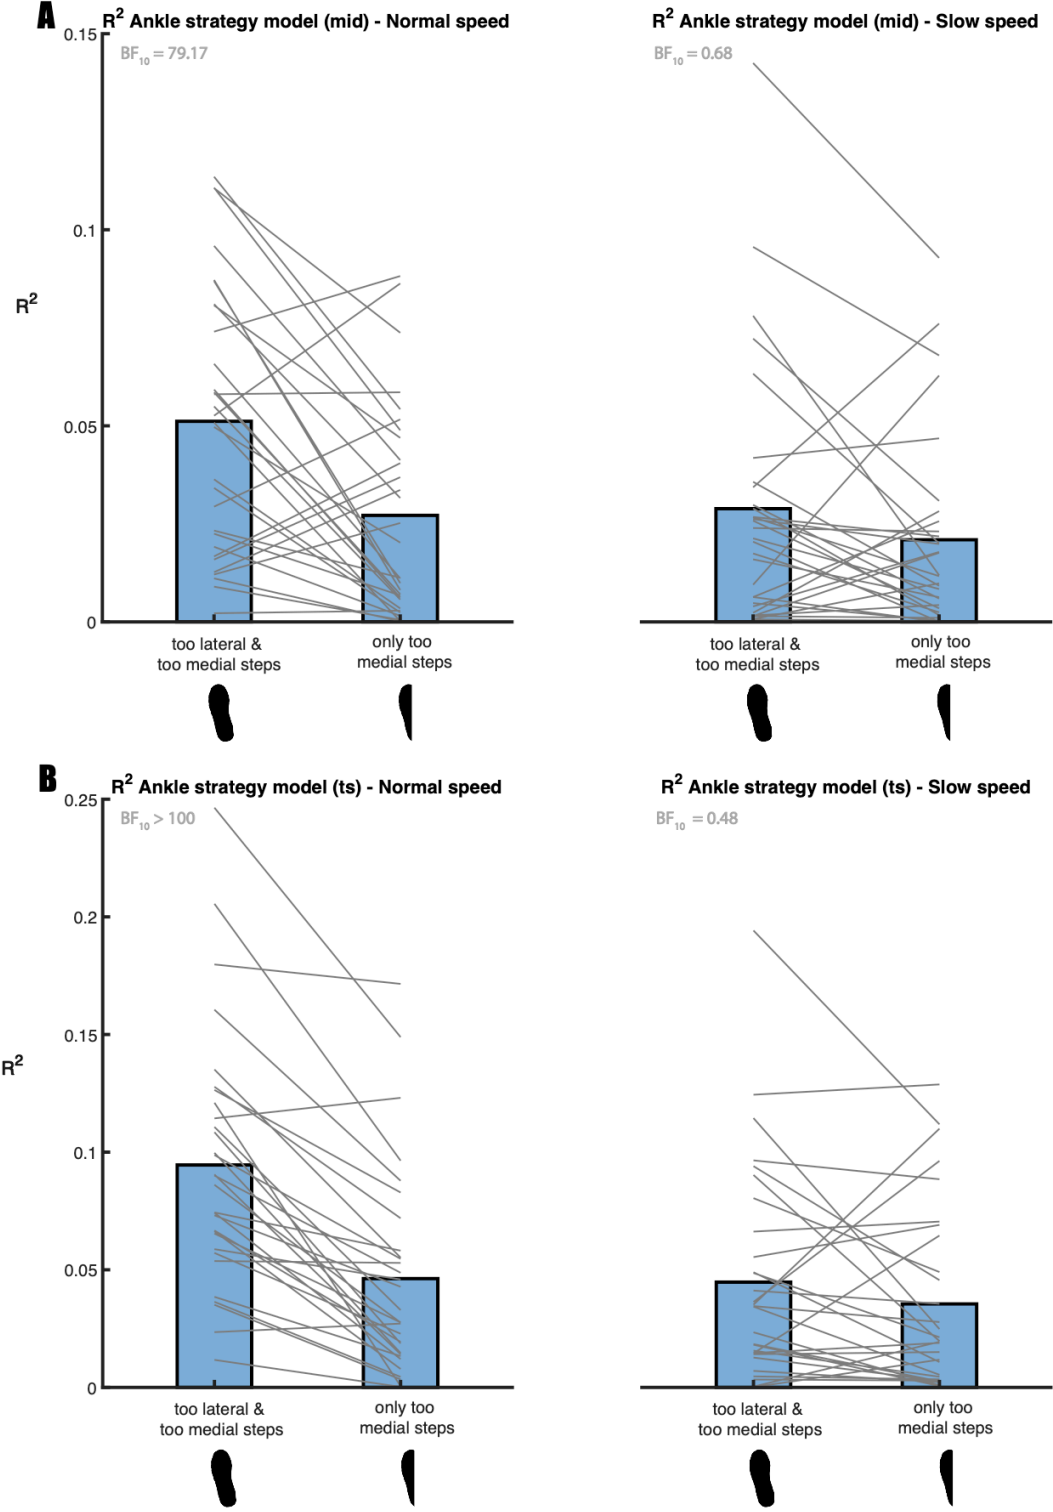 A
R² Ankle strategy model (mid) - Normal speed
R² Ankle strategy model (mid) - Slow speed
BF₁₀ = 79.17
BF₁₀ = 0.68
0.15
0.1
R²
0.05
0
too lateral &
too medial steps
only too
medial steps
too lateral &
too medial steps
only too
medial steps
B
R² Ankle strategy model (ts) - Normal speed
R² Ankle strategy model (ts) - Slow speed
BF₁₀ > 100
BF₁₀ = 0.48
0.25
0.2
0.15
R²
0.1
0.05
0
too lateral &
too medial steps
only too
medial steps
too lateral &
too medial steps
only too
medial steps